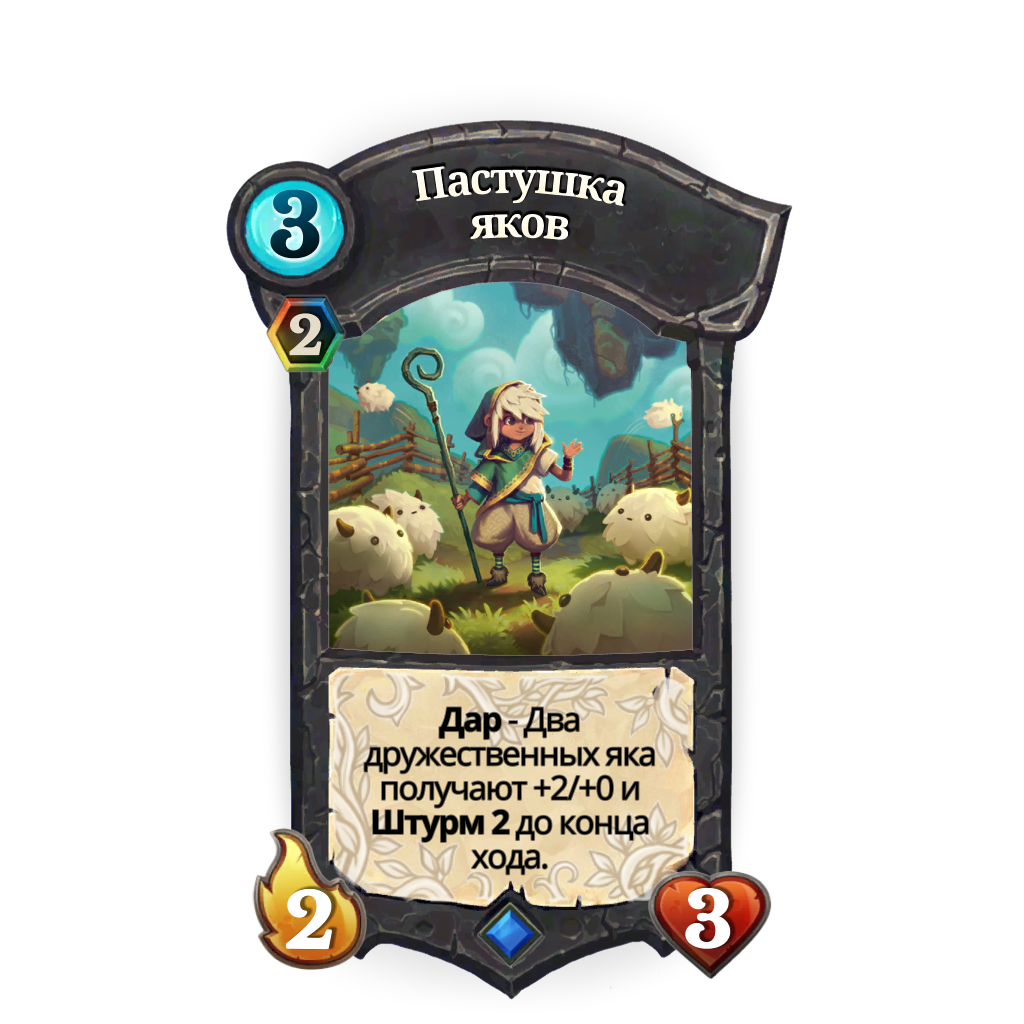 Пастушка
яков
3
2
Дар - Два
дружественных яка
получают +2/+0 и
Штурм 2 до конца
хода.
2
3